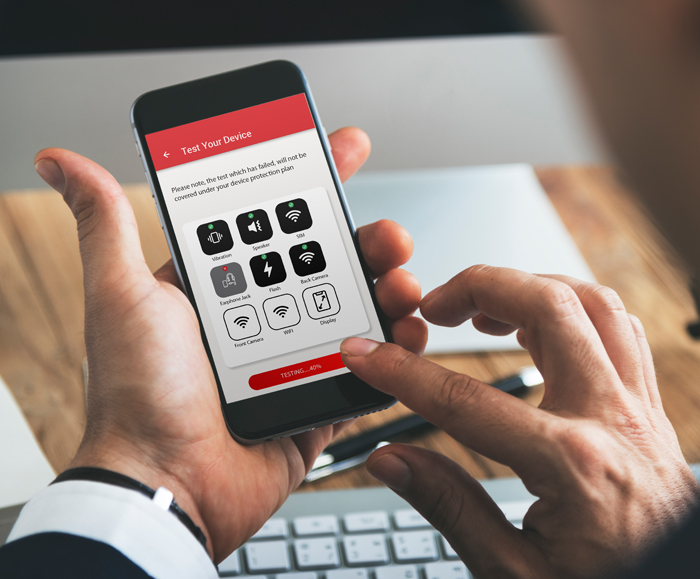 Test Your Device
Please note, the test which has failed, will not be
covered under your device protection plan
Vibration Speaker SIM
Earphone Jack Flash Back Camera
Front Camera WiFi Display
TESTING...40%